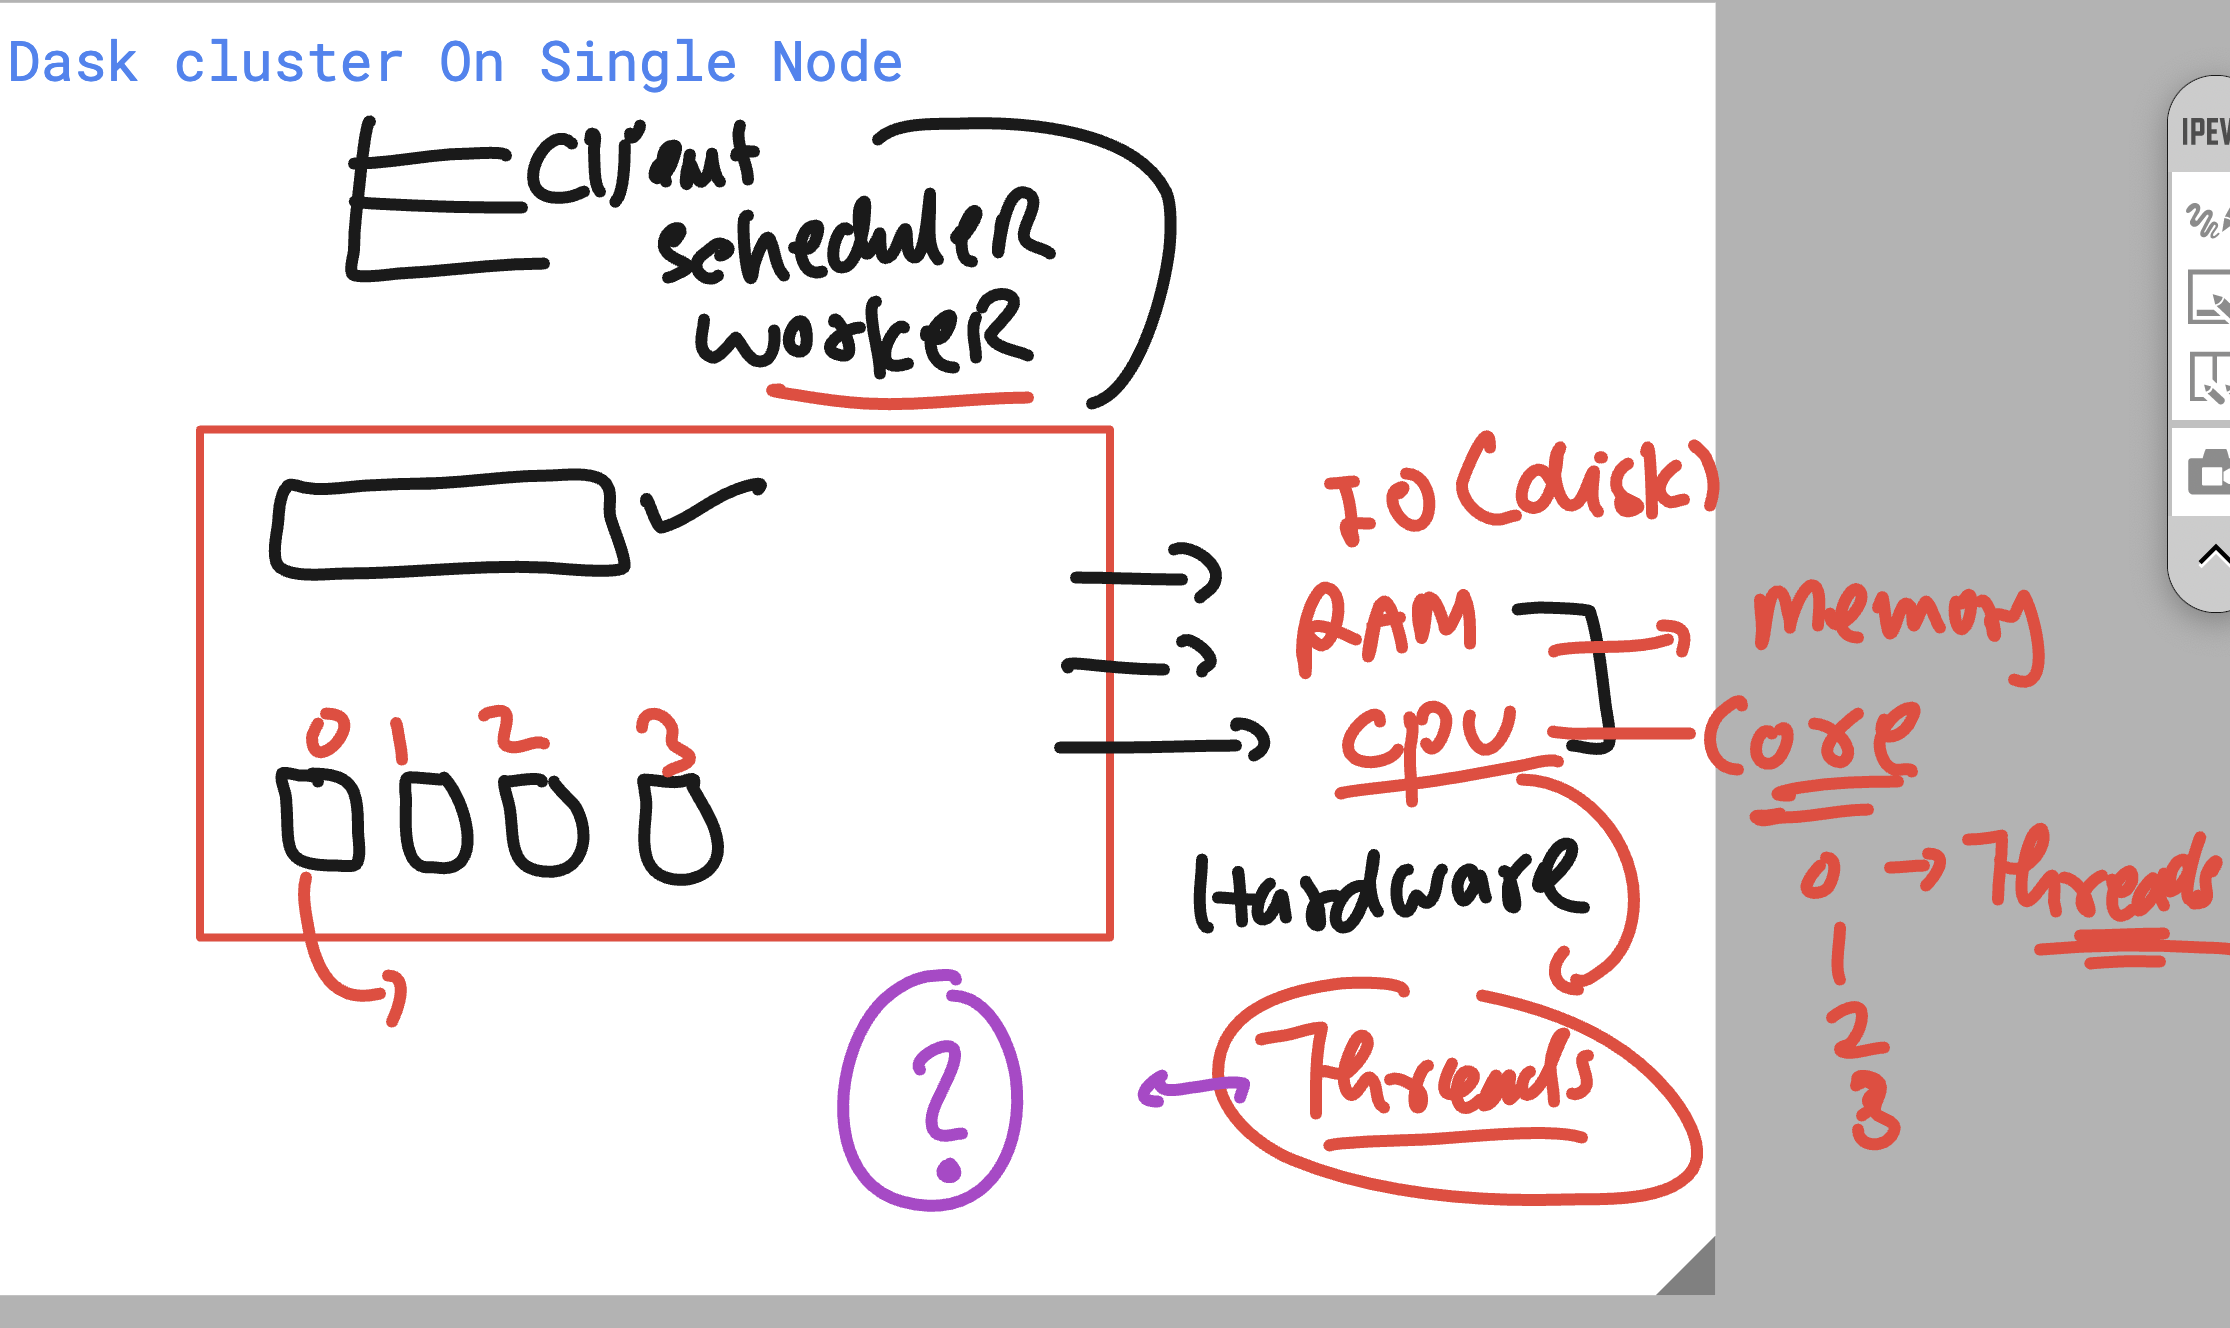 Dask cluster On Single Node
Client
scheduleR
workeR
IO (disk)
RAM
Memory
CPU
Core
0 1 2 3
Hardware
0 → Threads
1
2
3
Threads
?